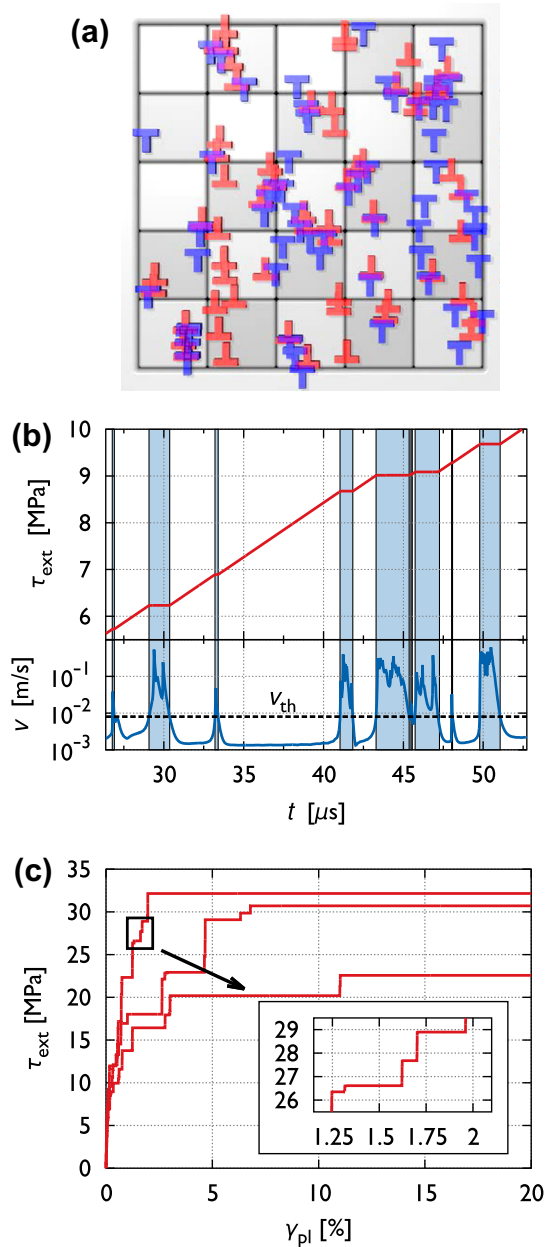 (a)
(b)
10
9
8
7
6
τext [MPa]
10⁻¹
10⁻²
10⁻³
v [m/s]
vth
30 35 40 45 50
t [μs]
(c)
35
30
25
20
15
10
5
0
τext [MPa]
29
28
27
26
1.25 1.5 1.75 2
0 5 10 15 20
γpl [%]